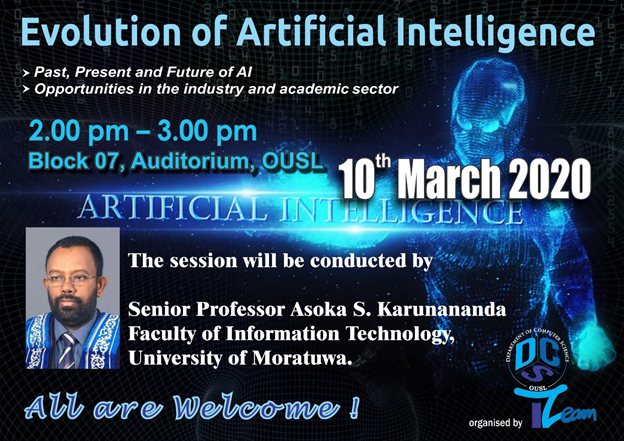 Evolution of Artificial Intelligence
➢ Past, Present and Future of AI
➢ Opportunities in the industry and academic sector
2.00 pm – 3.00 pm
Block 07, Auditorium, OUSL
10th March 2020
ARTIFICIAL INTELLIGENCE
The session will be conducted by
Senior Professor Asoka S. Karunananda
Faculty of Information Technology,
University of Moratuwa.
All are Welcome !
DEPARTMENT OF COMPUTER SCIENCE
DCS
OUSL
organised by
ITeam